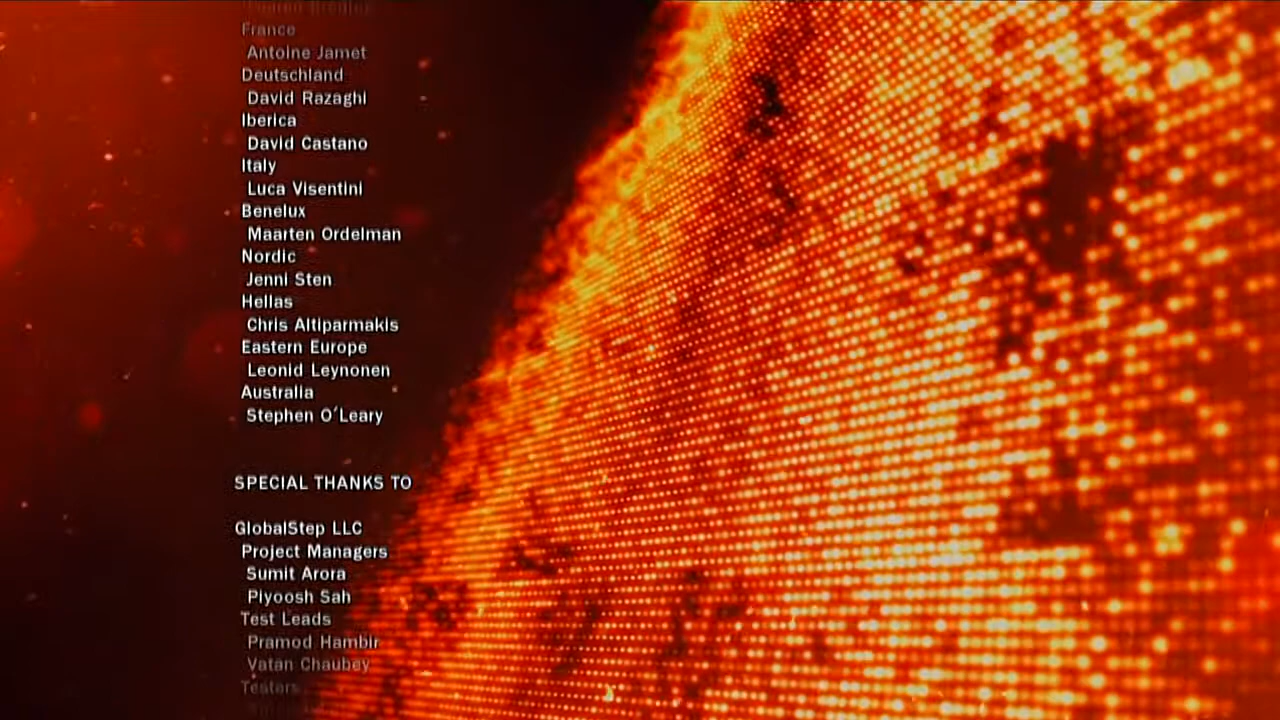 France
Antoine Jamet
Deutschland
David Razaghi
Iberica
David Castano
Italy
Luca Visentini
Benelux
Maarten Ordelman
Nordic
Jenni Sten
Hellas
Chris Altiparmakis
Eastern Europe
Leonid Leynonen
Australia
Stephen O´Leary
SPECIAL THANKS TO
GlobalStep LLC
Project Managers
Sumit Arora
Piyoosh Sah
Test Leads
Pramod Hambir
Vatan Chaubey
Testers